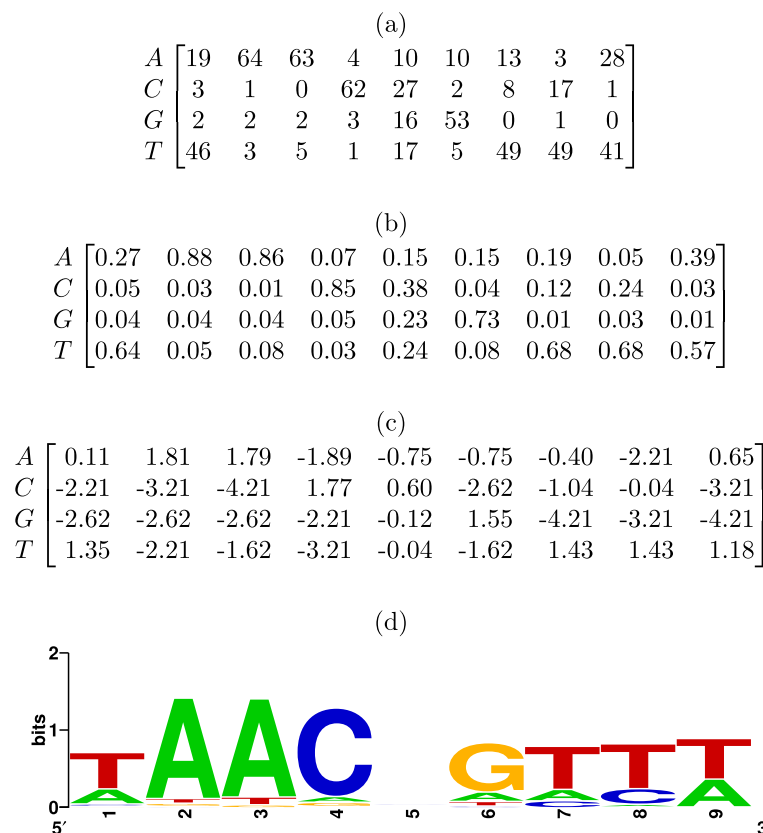 (a)
A 19 64 63 4 10 10 13 3 28
C 3 1 0 62 27 2 8 17 1
G 2 2 2 3 16 53 0 1 0
T 46 3 5 1 17 5 49 49 41
(b)
A 0.27 0.88 0.86 0.07 0.15 0.15 0.19 0.05 0.39
C 0.05 0.03 0.01 0.85 0.38 0.04 0.12 0.24 0.03
G 0.04 0.04 0.04 0.05 0.23 0.73 0.01 0.03 0.01
T 0.64 0.05 0.08 0.03 0.24 0.08 0.68 0.68 0.57
(c)
A 0.11 1.81 1.79 -1.89 -0.75 -0.75 -0.40 -2.21 0.65
C -2.21 -3.21 -4.21 1.77 0.60 -2.62 -1.04 -0.04 -3.21
G -2.62 -2.62 -2.62 -2.21 -0.12 1.55 -4.21 -3.21 -4.21
T 1.35 -2.21 -1.62 -3.21 -0.04 -1.62 1.43 1.43 1.18
(d)
2
1
0
bits
T A A C G T T T
A A A C A
T T T C
1 2 3 4 5 6 7 8 9
5′ 3